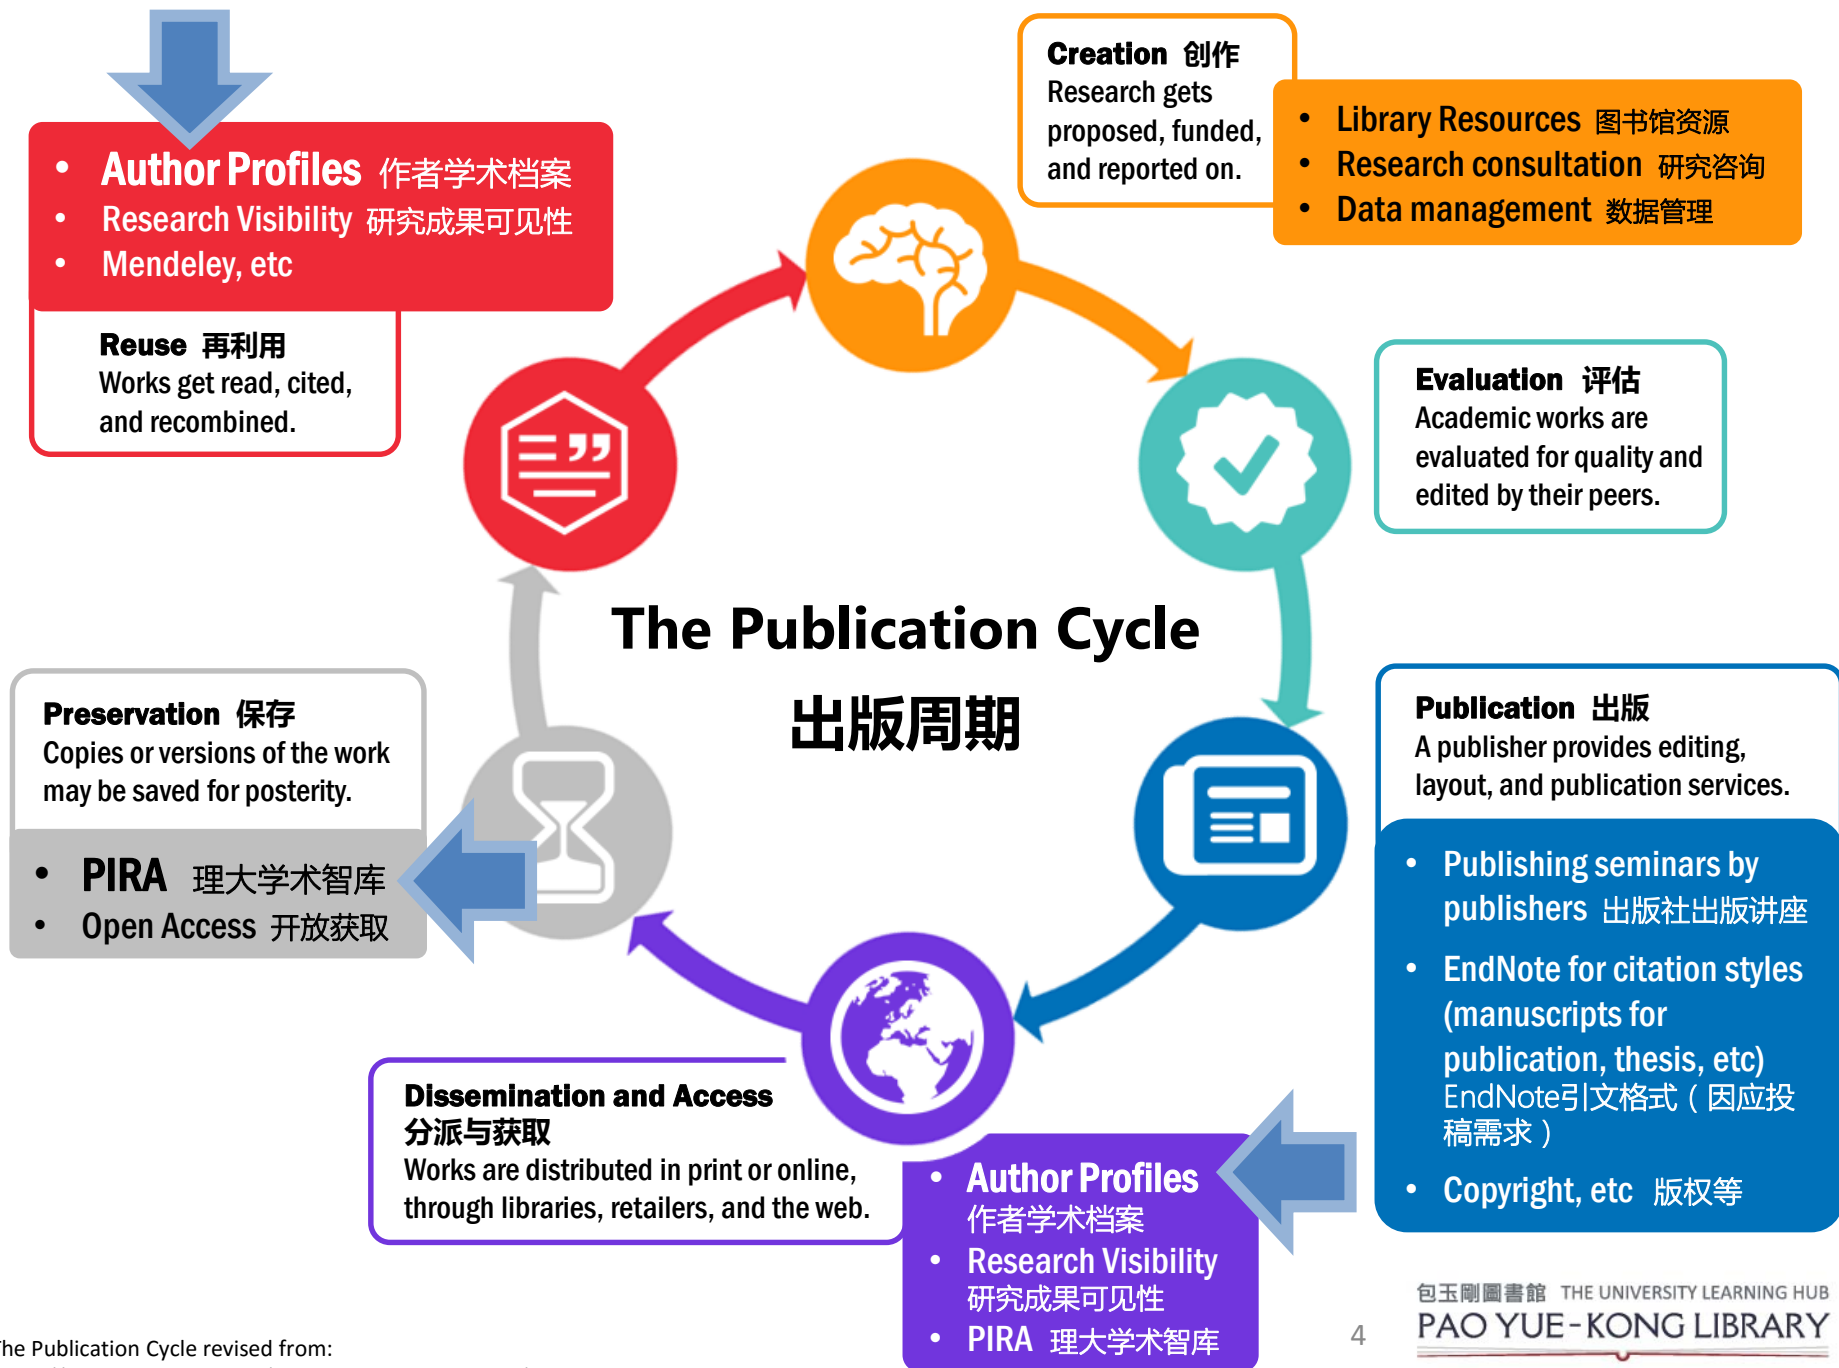 Creation 创作
Research gets
proposed, funded,
and reported on.
• Library Resources 图书馆资源
• Research consultation 研究咨询
• Data management 数据管理
• Author Profiles 作者学术档案
• Research Visibility 研究成果可见性
• Mendeley, etc
Reuse 再利用
Works get read, cited,
and recombined.
Evaluation 评估
Academic works are
evaluated for quality and
edited by their peers.
The Publication Cycle
出版周期
Preservation 保存
Copies or versions of the work
may be saved for posterity.
• PIRA 理大学术智库
• Open Access 开放获取
Publication 出版
A publisher provides editing,
layout, and publication services.
• Publishing seminars by
publishers 出版社出版讲座
• EndNote for citation styles
(manuscripts for
publication, thesis, etc)
EndNote引文格式（因应投
稿需求）
• Copyright, etc 版权等
Dissemination and Access
分派与获取
Works are distributed in print or online,
through libraries, retailers, and the web.
• Author Profiles
作者学术档案
• Research Visibility
研究成果可见性
• PIRA 理大学术智库
The Publication Cycle revised from:
4
包玉剛圖書館 THE UNIVERSITY LEARNING HUB
PAO YUE-KONG LIBRARY